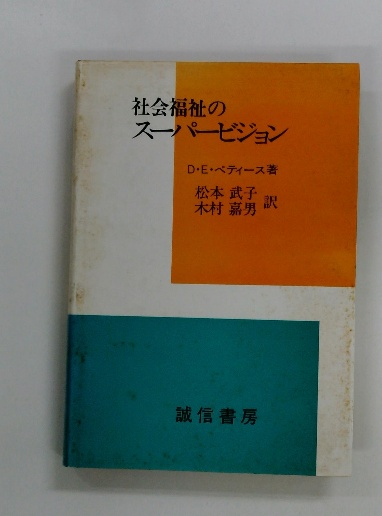 社会福祉の
スーパービジョン
D・E・ペティース著
松本 武子
木村 嘉男 訳
誠信書房